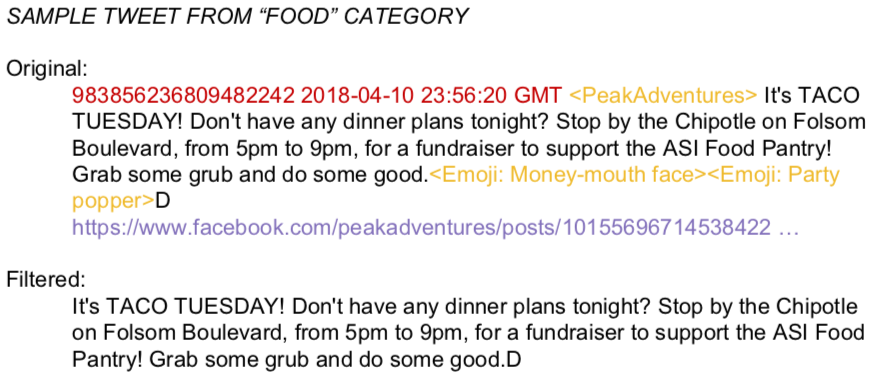 SAMPLE TWEET FROM “FOOD” CATEGORY
Original:
983856236809482242 2018-04-10 23:56:20 GMT <PeakAdventures> It's TACO
TUESDAY! Don't have any dinner plans tonight? Stop by the Chipotle on Folsom
Boulevard, from 5pm to 9pm, for a fundraiser to support the ASI Food Pantry!
Grab some grub and do some good.<Emoji: Money-mouth face><Emoji: Party
popper>D
https://www.facebook.com/peakadventures/posts/10155696714538422 …
Filtered:
It's TACO TUESDAY! Don't have any dinner plans tonight? Stop by the Chipotle
on Folsom Boulevard, from 5pm to 9pm, for a fundraiser to support the ASI Food
Pantry! Grab some grub and do some good.D